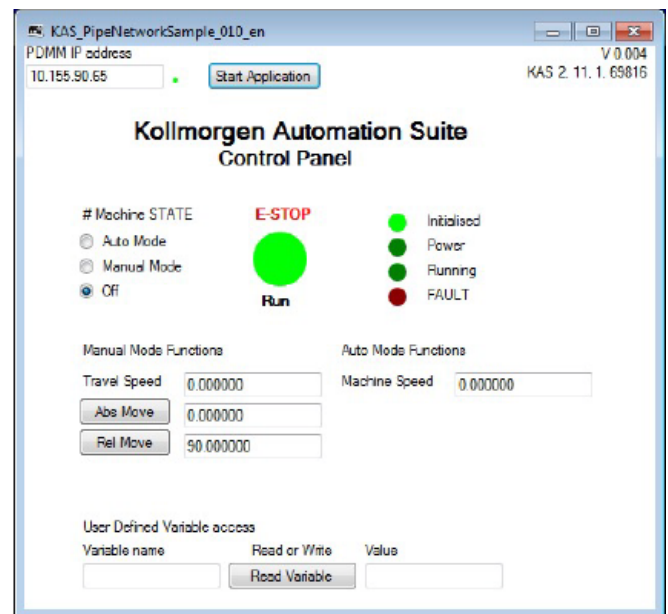 KAS_PipeNetworkSample_010_en
PDMM IP address
V 0.004
10.155.90.65
Start Application
KAS 2. 11. 1. 69816
Kollmorgen Automation Suite
Control Panel
# Machine STATE
E-STOP
Initialised
Auto Mode
Power
Manual Mode
Running
Off
Run
FAULT
Manual Mode Functions
Auto Mode Functions
Travel Speed 0.000000
Machine Speed 0.000000
Abs Move 0.000000
Rel Move 90.000000
User Defined Variable access
Variable name Read or Write Value
Read Variable